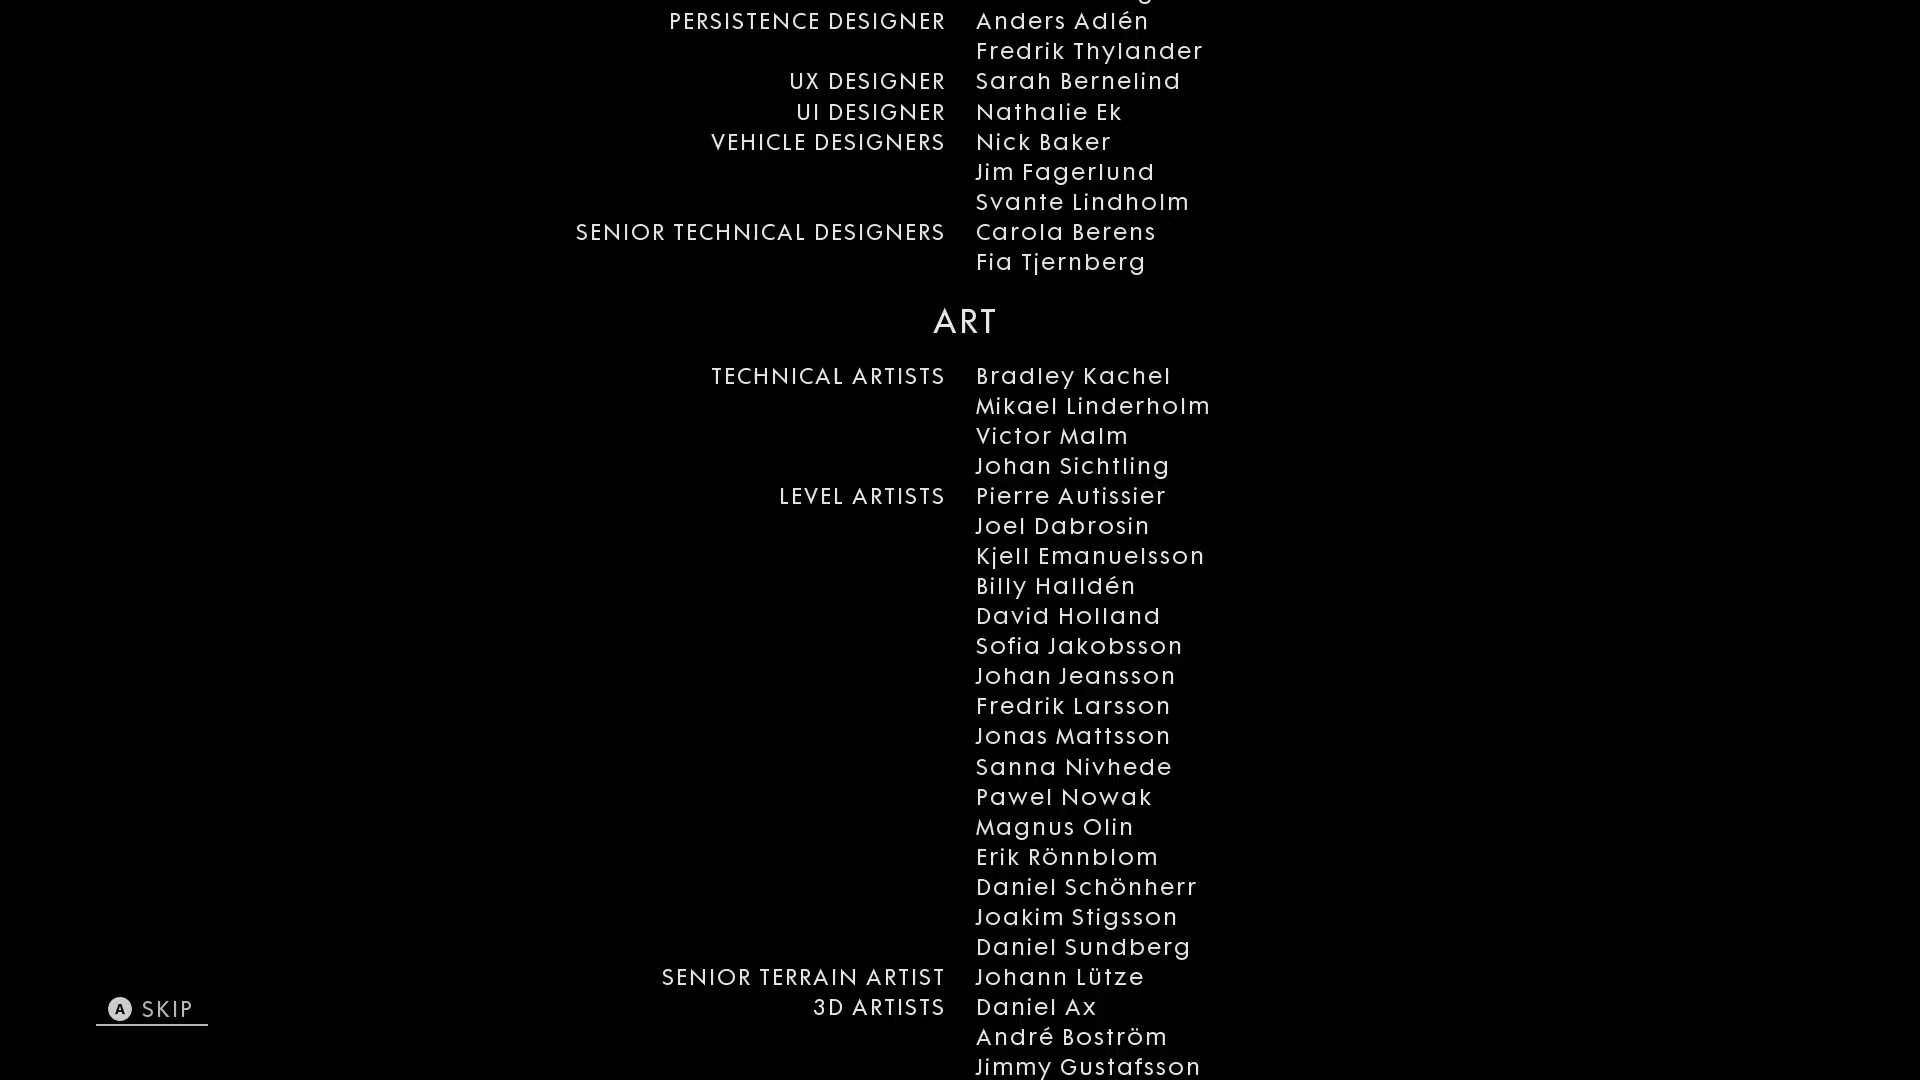 PERSISTENCE DESIGNER Anders Adlén
Fredrik Thylander
UX DESIGNER Sarah Bernelind
UI DESIGNER Nathalie Ek
VEHICLE DESIGNERS Nick Baker
Jim Fagerlund
Svante Lindholm
SENIOR TECHNICAL DESIGNERS Carola Berens
Fia Tjernberg
ART
TECHNICAL ARTISTS Bradley Kachel
Mikael Linderholm
Victor Malm
Johan Sichtling
LEVEL ARTISTS Pierre Autissier
Joel Dabrosin
Kjell Emanuelsson
Billy Halldén
David Holland
Sofia Jakobsson
Johan Jeansson
Fredrik Larsson
Jonas Mattsson
Sanna Nivhede
Pawel Nowak
Magnus Olin
Erik Rönnblom
Daniel Schönherr
Joakim Stigsson
Daniel Sundberg
SENIOR TERRAIN ARTIST Johann Lütze
3D ARTISTS Daniel Ax
André Boström
Jimmy Gustafsson
A SKIP